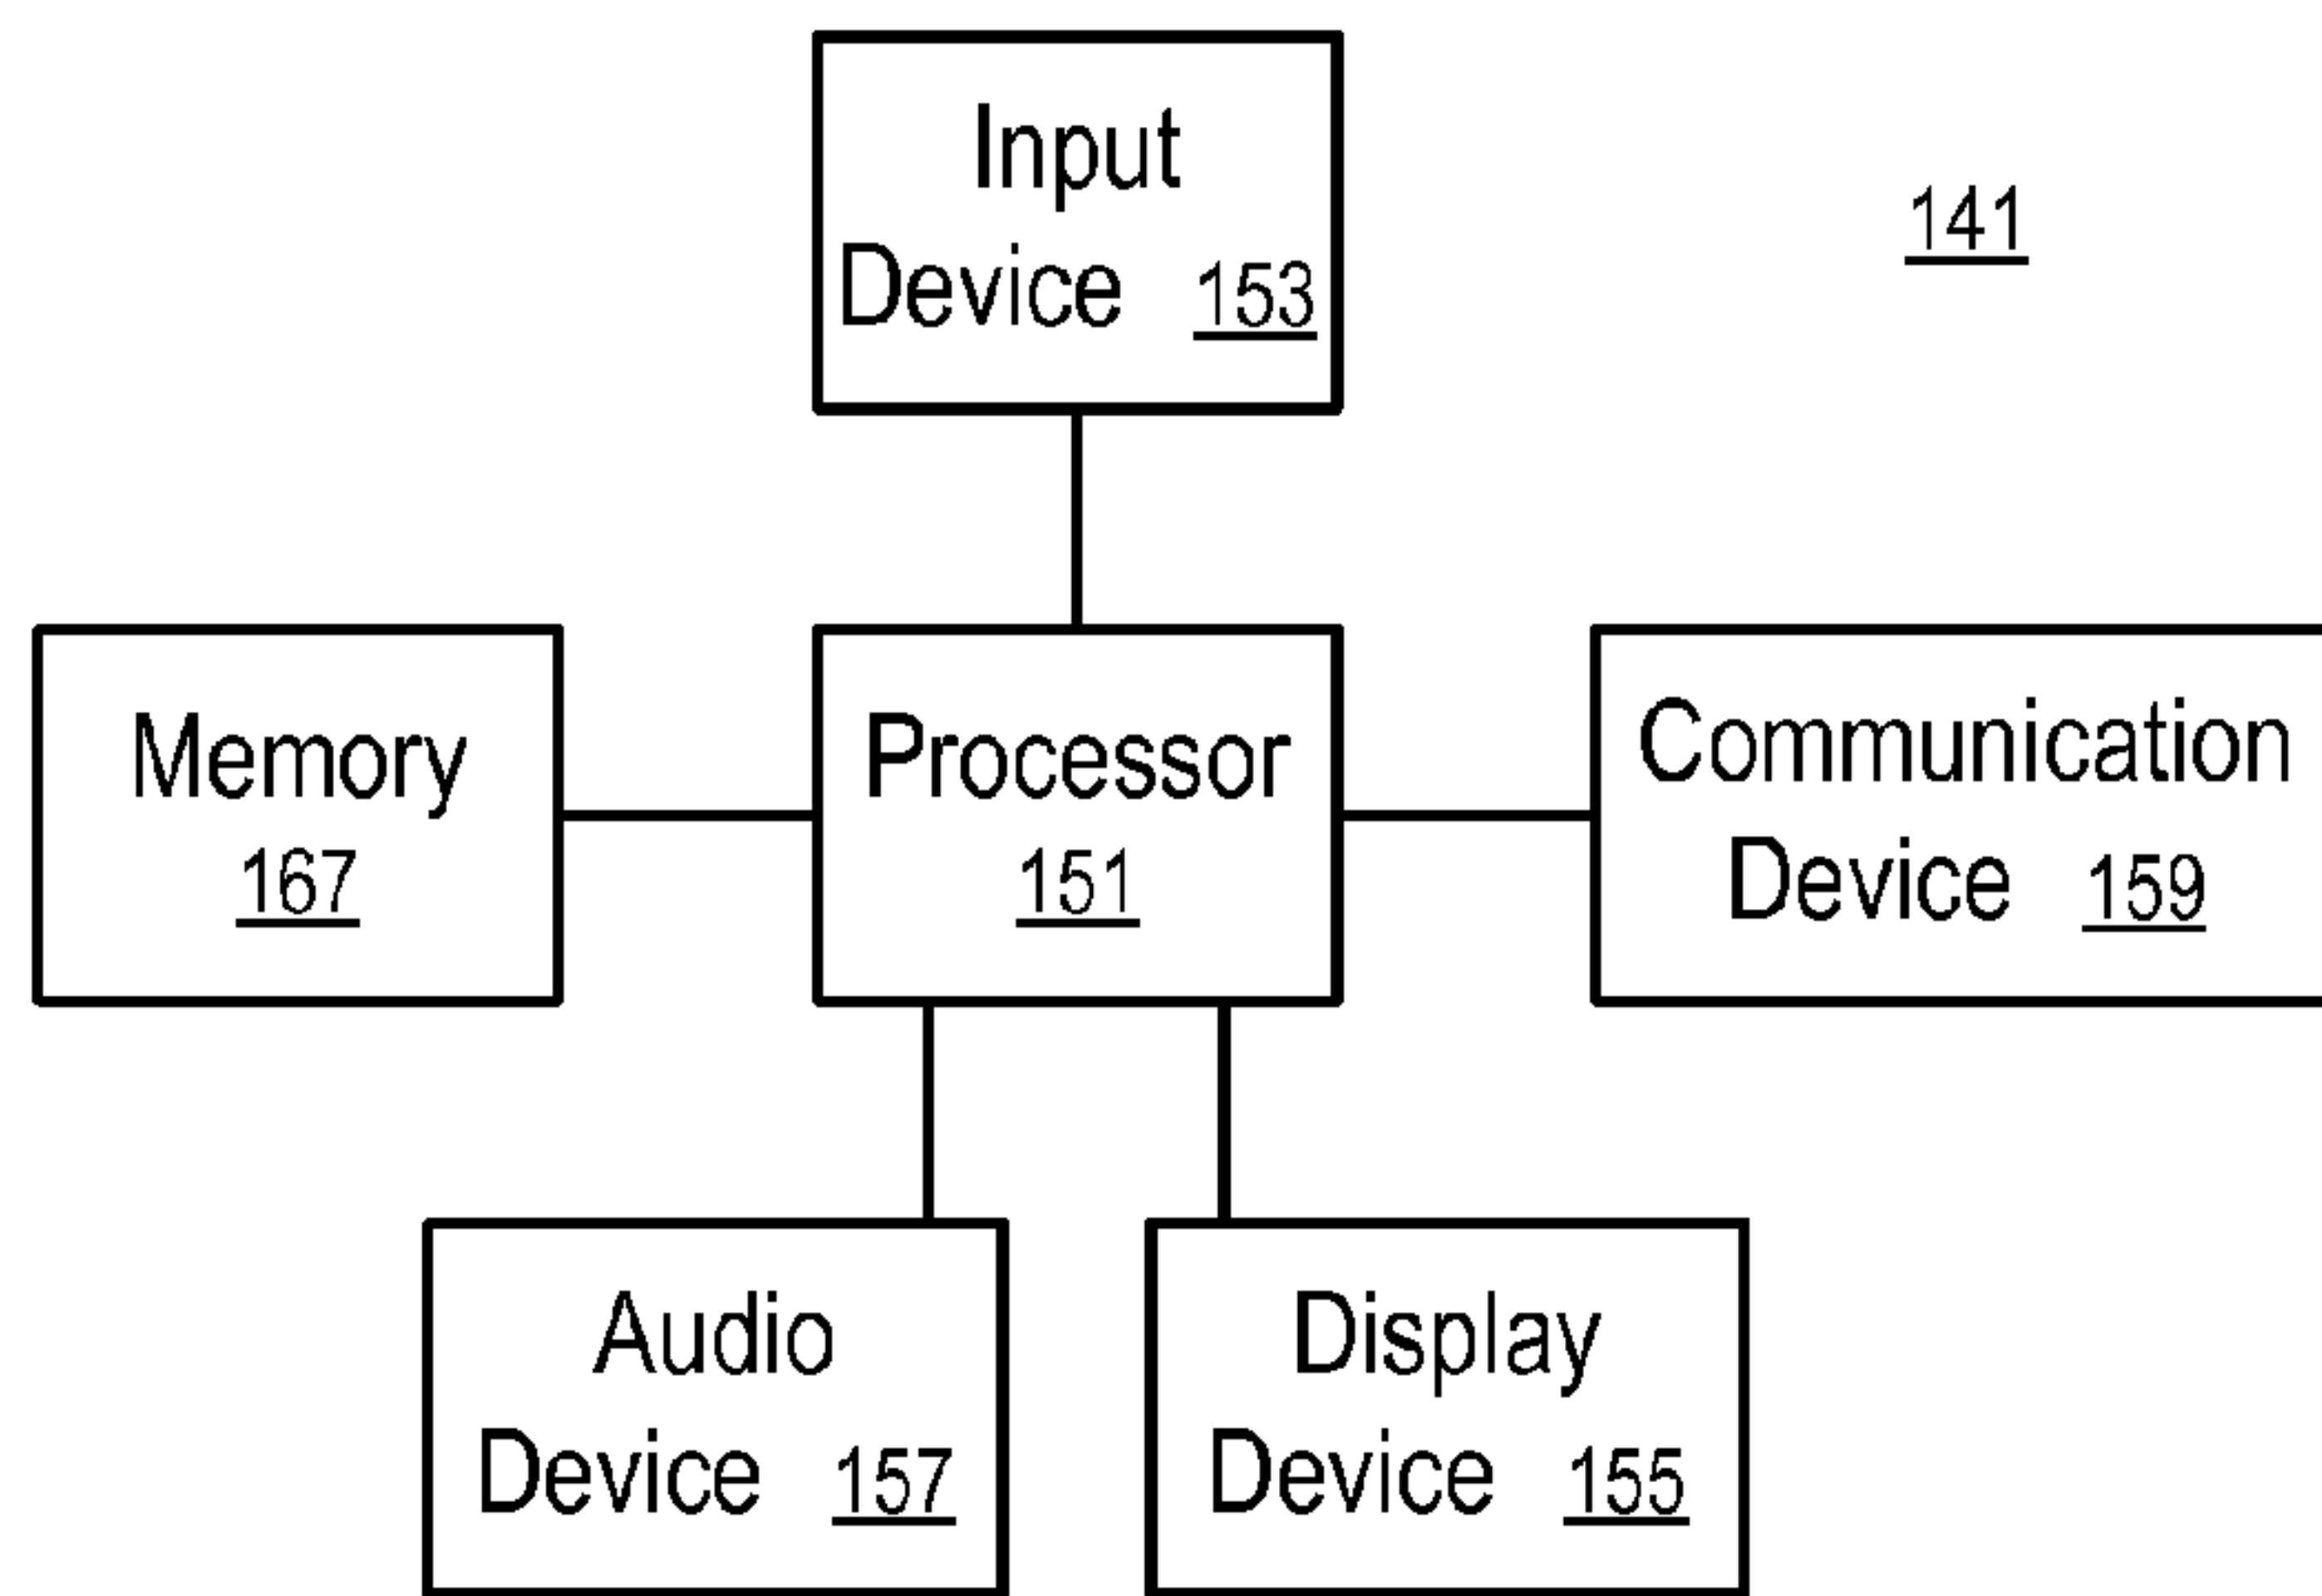 Input
Device 153
141
Memory
167
Processor
151
Communication
Device 159
Audio
Device 157
Display
Device 155